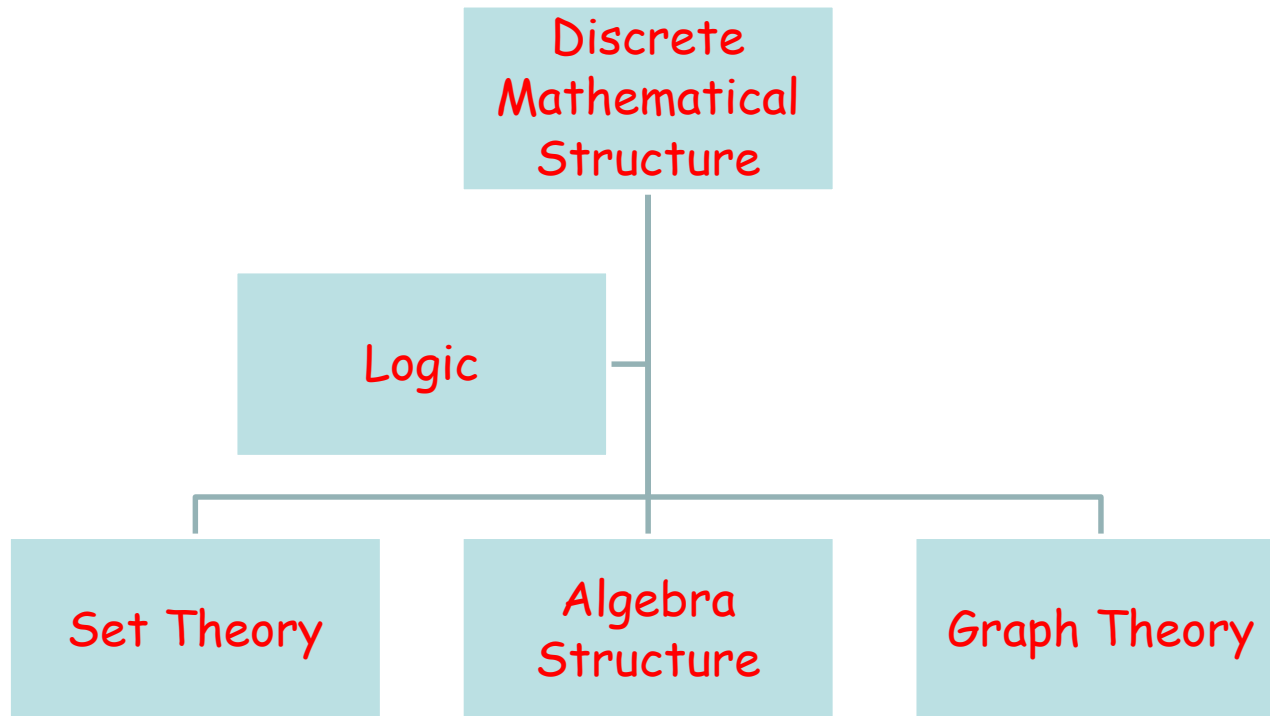 Discrete
Mathematical
Structure
Logic
Set Theory
Algebra
Structure
Graph Theory